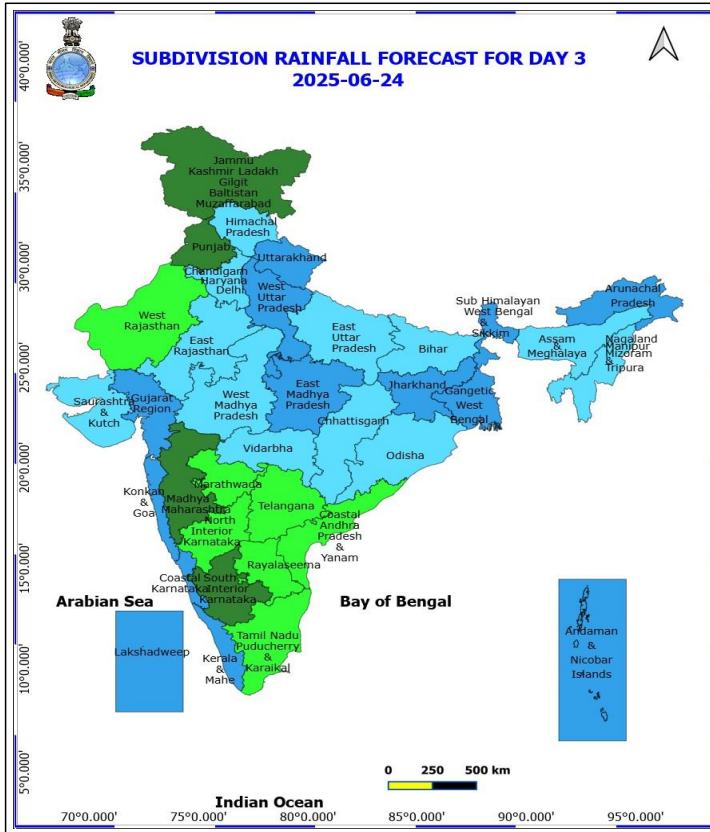 SUBDIVISION RAINFALL FORECAST FOR DAY 3
2025-06-24
40°0.000'
35°0.000'
30°0.000'
25°0.000'
20°0.000'
15°0.000'
10°0.000'
5°0.000'
Jammu
Kashmir Ladakh
Gilgit
Baltistan
Muzaffarabad
Himachal
Pradesh
Punjab
Uttarakhand
Chandigarh
Haryana
Delhi
West
Uttar
Pradesh
West
Rajasthan
East
Rajasthan
East
Uttar
Pradesh
Bihar
Sub Himalayan
West Bengal
&
Sikkim
Arunachal
Pradesh
Assam
&
Meghalaya
Nagaland
Manipur
Mizoram
&
Tripura
Saurashtra
&
Kutch
Gujarat
Region
West
Madhya
Pradesh
East
Madhya
Pradesh
Jharkhand
Gangetic
West
Bengal
Chhattisgarh
Vidarbha
Odisha
Konkan
&
Goa
Madhya
Maharashtra
Marathwada
Telangana
North
Interior
Karnataka
Coastal
Andhra
Pradesh
&
Yanam
Rayalaseema
Coastal
Karnataka
South
Interior
Karnataka
Arabian Sea
Bay of Bengal
Tamil Nadu
Puducherry
&
Karaikal
Lakshadweep
Kerala
&
Mahe
Andaman
&
Nicobar
Islands
0 250 500 km
Indian Ocean
70°0.000' 75°0.000' 80°0.000' 85°0.000' 90°0.000' 95°0.000'